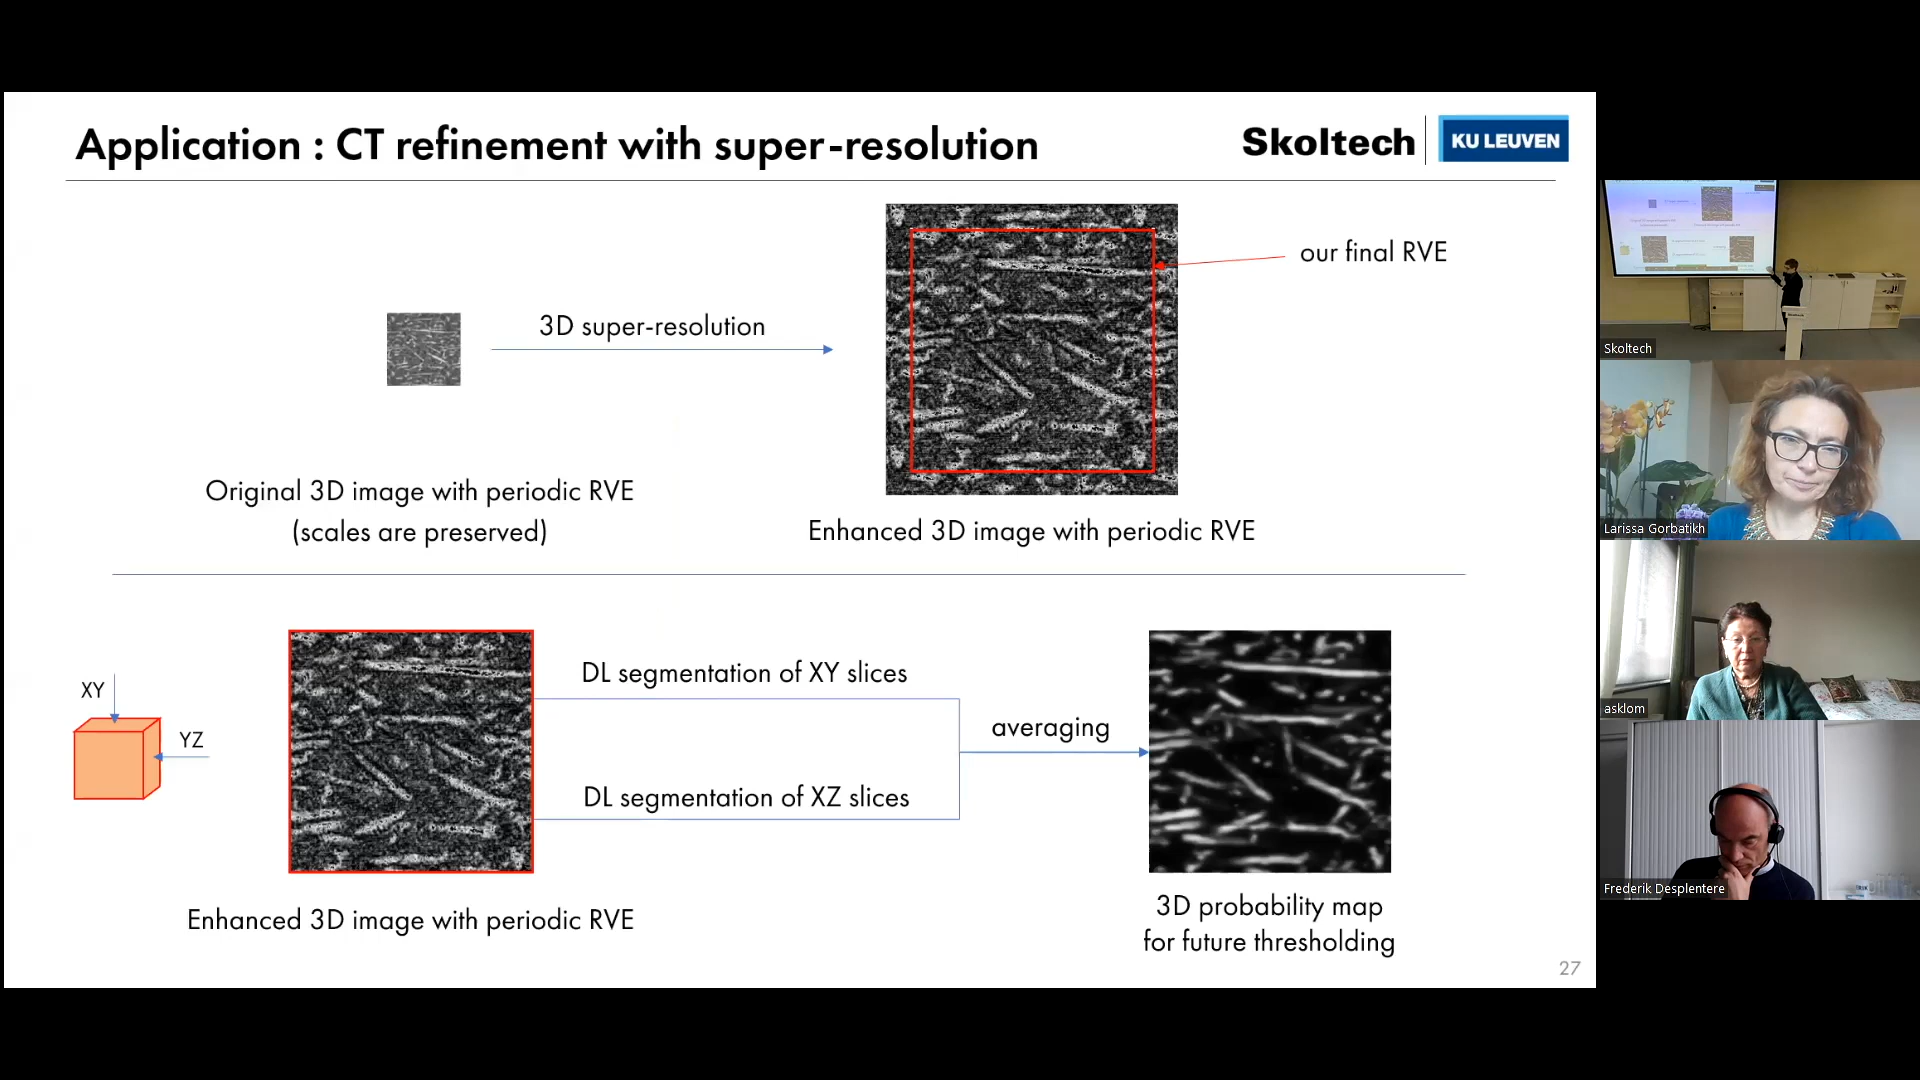 Application : CT refinement with super-resolution
Skoltech
KU LEUVEN
our final RVE
3D super-resolution
Original 3D image with periodic RVE
(scales are preserved)
Enhanced 3D image with periodic RVE
XY
YZ
DL segmentation of XY slices
averaging
DL segmentation of XZ slices
Enhanced 3D image with periodic RVE
3D probability map
for future thresholding
27
Skoltech
Larissa Gorbatikh
asklom
Frederik Desplentere